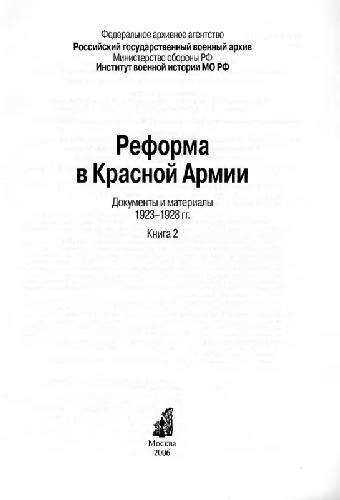 Федеральное архивное агентство
Российский государственный военный архив
Министерство обороны РФ
Институт военной истории МО РФ
Реформа
в Красной Армии
Документы и материалы
1923–1928 гг.
Книга 2
Москва
2006